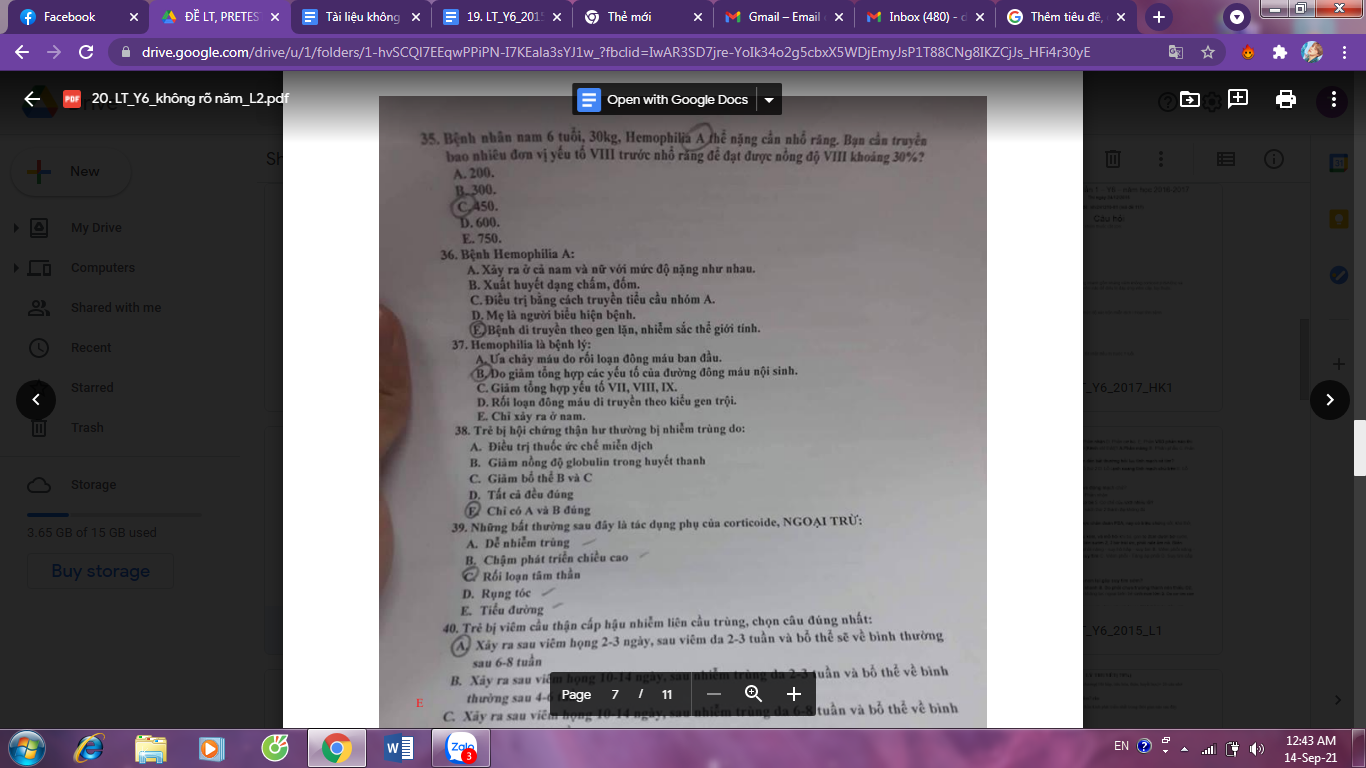 Facebook
ĐỀ LT, PRETES
Tài liệu không
19. LT_Y6_201
Thẻ mới
Gmail – Email
Inbox (480) - d
Thêm tiêu đề,
drive.google.com/drive/u/1/folders/1-hvSCQI7EEqwPPiPN-I7KEala3sYJ1w_?fbclid=IwAR3SD7jre-YoIk34o2g5cbxX5WDjEmyJsP1T88CNg8IKZCjJs_HFi4r30yE
PDF 20. LT_Y6_không rõ năm_L2.pdf
Open with Google Docs
New
My Drive
Computers
Shared with me
Recent
Starred
Trash
Storage
3.65 GB of 15 GB used
Buy storage
35. Bệnh nhân nam 6 tuổi, 30kg, Hemophilia A thể nặng cần nhổ răng. Bạn cần truyền
bao nhiêu đơn vị yếu tố VIII trước nhổ răng để đạt được nồng độ VIII khoảng 30%?
A. 200.
B. 300.
C. 450.
D. 600.
E. 750.
36. Bệnh Hemophilia A:
A. Xảy ra ở cả nam và nữ với mức độ nặng như nhau.
B. Xuất huyết dạng chấm, đốm.
C. Điều trị bằng cách truyền tiểu cầu nhóm A.
D. Mẹ là người biểu hiện bệnh.
E. Bệnh di truyền theo gen lặn, nhiễm sắc thể giới tính.
37. Hemophilia là bệnh lý:
A. Ưa chảy máu do rối loạn đông máu ban đầu.
B. Do giảm tổng hợp các yếu tố của đường đông máu nội sinh.
C. Giảm tổng hợp yếu tố VII, VIII, IX.
D. Rối loạn đông máu di truyền theo kiểu gen trội.
E. Chỉ xảy ra ở nam.
38. Trẻ bị hội chứng thận hư thường bị nhiễm trùng do:
A. Điều trị thuốc ức chế miễn dịch
B. Giảm nồng độ globulin trong huyết thanh
C. Giảm bổ thể B và C
D. Tất cả đều đúng
E. Chỉ có A và B đúng
39. Những bất thường sau đây là tác dụng phụ của corticoide, NGOẠI TRỪ:
A. Dễ nhiễm trùng
B. Chậm phát triển chiều cao
C. Rối loạn tâm thần
D. Rụng tóc
E. Tiểu đường
40. Trẻ bị viêm cầu thận cấp hậu nhiễm liên cầu trùng, chọn câu đúng nhất:
A. Xảy ra sau viêm họng 2-3 ngày, sau viêm da 2-3 tuần và bổ thể sẽ về bình thường
sau 6-8 tuần
B. Xảy ra sau viêm họng 10-14 ngày, sau nhiễm trùng da 2-3 tuần và bổ thể về bình
thường sau 4-6
C. Xảy ra sau viêm họng 10-14 ngày, sau nhiễm trùng da 6-8 tuần và bổ thể về bình
E
Page 7 / 11
Câu hỏi
T_Y6_2017_HK1
T_Y6_2015_L1
Zalo
3
EN
12:43 AM
14-Sep-21